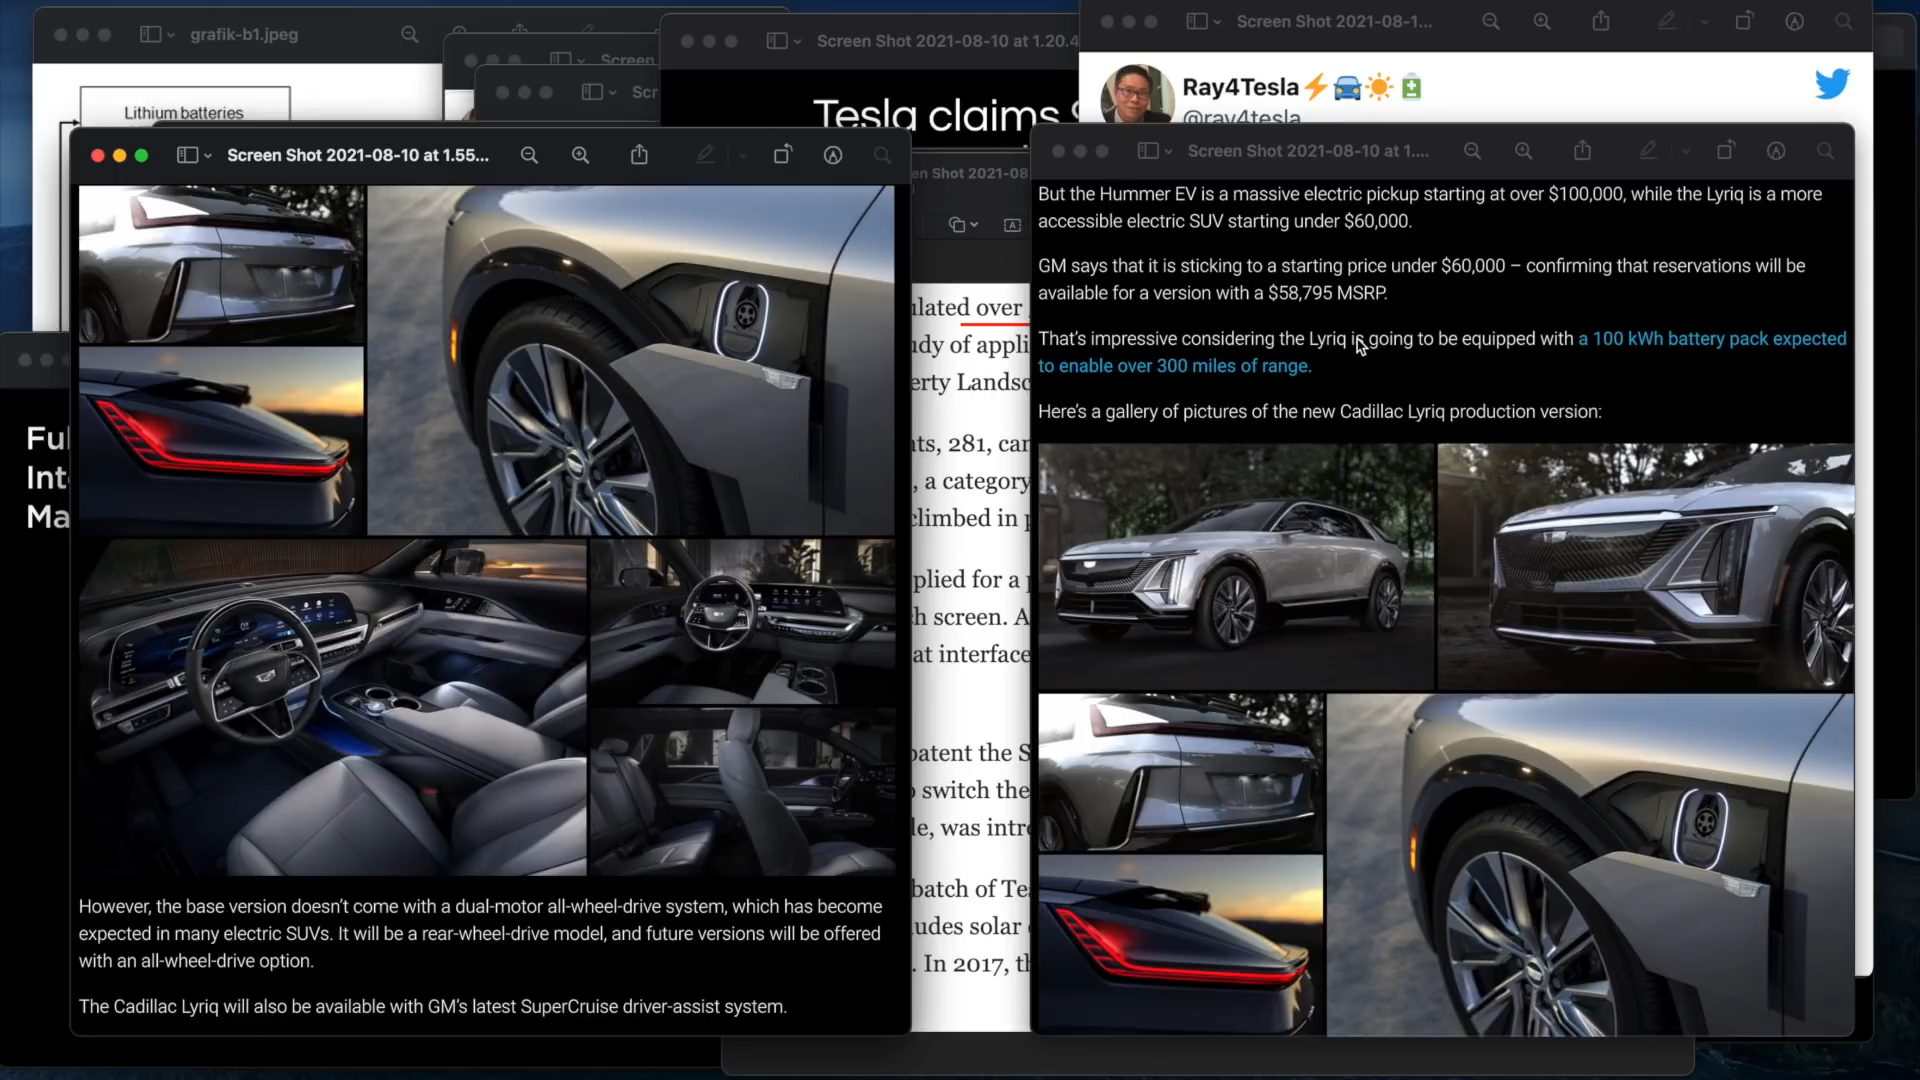 grafik-b1.jpeg
Lithium batteries
Screen
Scr
Screen Shot 2021-08-10 at 1.20.4
Tesla claims
Screen Shot 2021-08-1...
Ray4Tesla
@ray4tesla
Ful
Int
Ma
Screen Shot 2021-08-10 at 1.55...
However, the base version doesn't come with a dual-motor all-wheel-drive system, which has become
expected in many electric SUVs. It will be a rear-wheel-drive model, and future versions will be offered
with an all-wheel-drive option.
The Cadillac Lyriq will also be available with GM's latest SuperCruise driver-assist system.
een Shot 2021-08
ulated over
udy of appli
erty Landsc
nts, 281, can
, a category
climbed in p
plied for a p
h screen. A
at interface
patent the S
o switch the
le, was intro
batch of Tes
ludes solar
. In 2017, th
Screen Shot 2021-08-10 at 1....
But the Hummer EV is a massive electric pickup starting at over $100,000, while the Lyriq is a more
accessible electric SUV starting under $60,000.
GM says that it is sticking to a starting price under $60,000 – confirming that reservations will be
available for a version with a $58,795 MSRP.
That's impressive considering the Lyriq is going to be equipped with a 100 kWh battery pack expected
to enable over 300 miles of range.
Here's a gallery of pictures of the new Cadillac Lyriq production version: